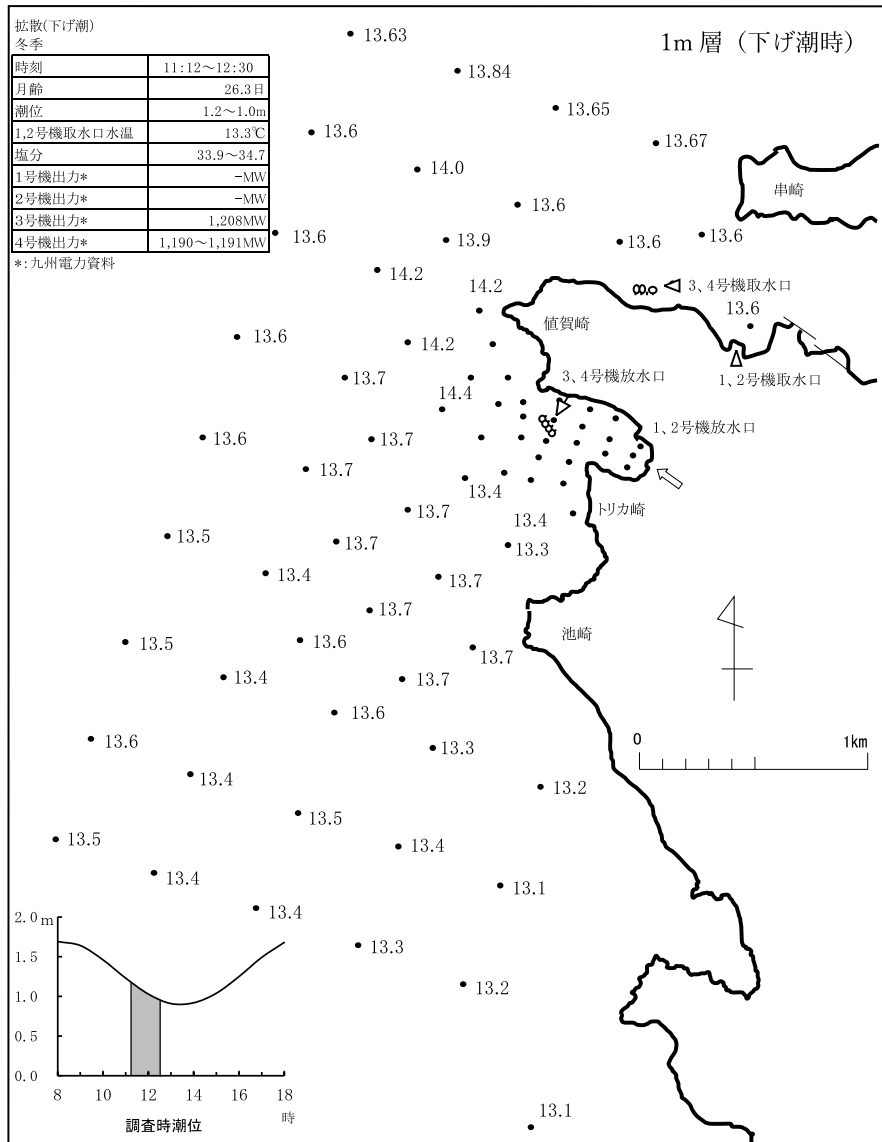 拡散(下げ潮)
冬季
時刻 11:12～12:30
月齢 26.3日
潮位 1.2～1.0m
1,2号機取水口水温 13.3℃
塩分 33.9～34.7
1号機出力* －MW
2号機出力* －MW
3号機出力* 1,208MW
4号機出力* 1,190～1,191MW
*:九州電力資料
1m 層（下げ潮時）
13.63
13.84
13.65
13.6
13.67
14.0
串崎
13.6
13.6
13.9
13.6
13.6
14.2
14.2
3、4号機取水口
13.6
値賀崎
13.6
14.2
13.7
3、4号機放水口
1、2号機取水口
14.4
1、2号機放水口
13.6
13.7
13.7
13.4
13.7
13.4
トリカ崎
13.5
13.7
13.3
13.4
13.7
13.7
13.5
13.6
池崎
13.7
13.4
13.7
13.6
13.6
13.3
0 1km
13.4
13.2
13.5
13.5
13.4
13.4
13.1
13.4
13.3
13.2
13.1
2.0 m
1.5
1.0
0.5
0.0
8 10 12 14 16 18
時
調査時潮位